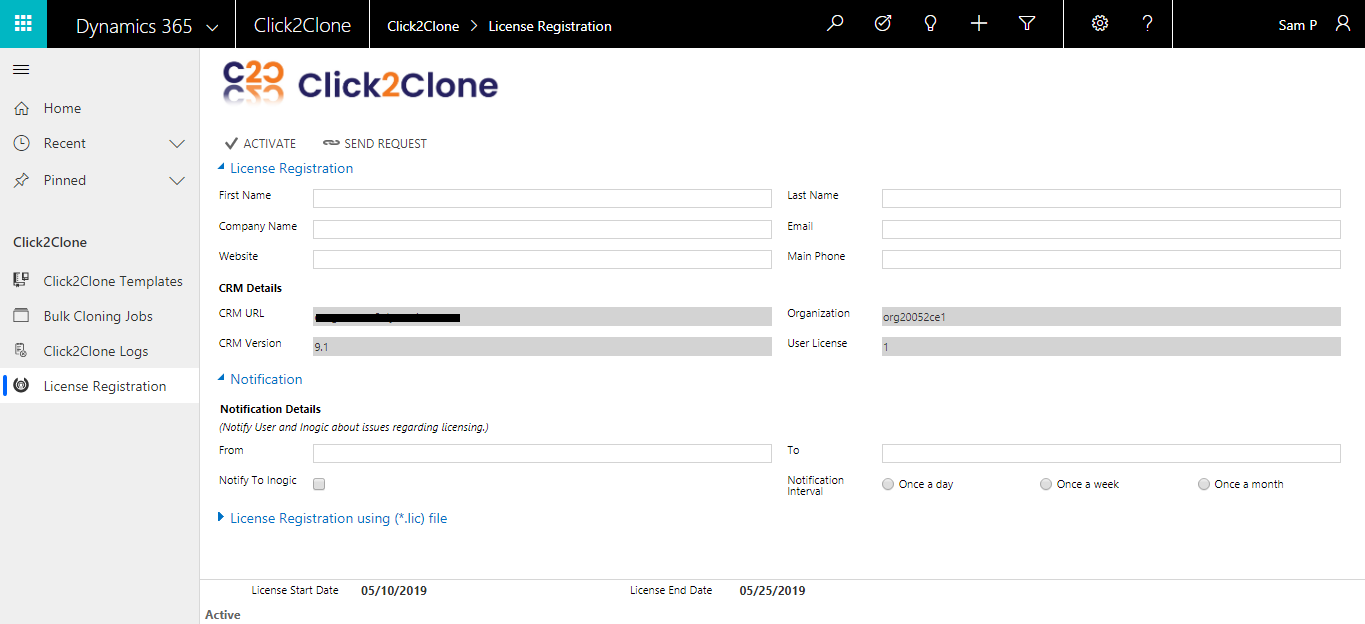 Dynamics 365
Click2Clone
Click2Clone > License Registration
?
Sam P
Home
Recent
Pinned
Click2Clone
Click2Clone Templates
Bulk Cloning Jobs
Click2Clone Logs
License Registration
C2C Click2Clone
ACTIVATE SEND REQUEST
License Registration
First Name Last Name
Company Name Email
Website Main Phone
CRM Details
CRM URL Organization org20052ce1
CRM Version 9.1 User License 1
Notification
Notification Details
(Notify User and Inogic about issues regarding licensing.)
From To
Notify To Inogic Notification Interval Once a day Once a week Once a month
License Registration using (*.lic) file
License Start Date 05/10/2019 License End Date 05/25/2019
Active